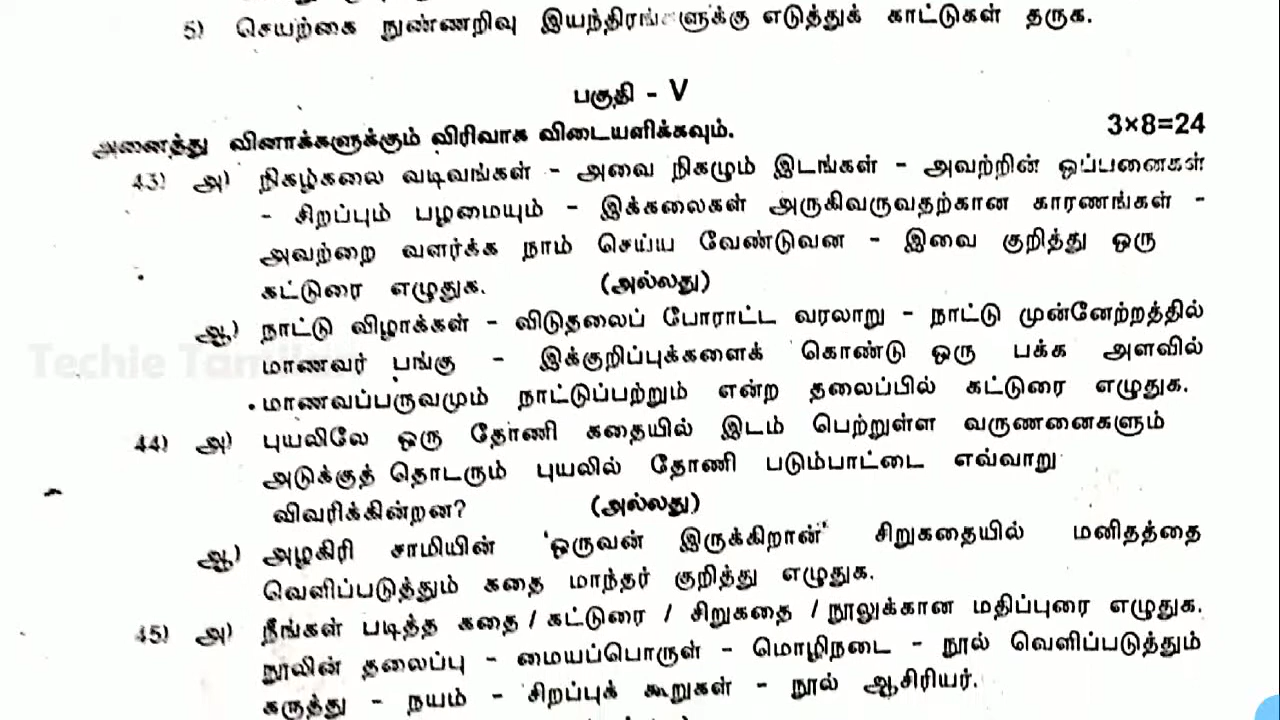 5) செயற்கை நுண்ணறிவு இயந்திரங்களுக்கு எடுத்துக் காட்டுகள் தருக.
பகுதி - V
அனைத்து வினாக்களுக்கும் விரிவாக விடையளிக்கவும். 3×8=24
43) அ) நிகழ்கலை வடிவங்கள் - அவை நிகழும் இடங்கள் - அவற்றின் ஒப்பனைகள்
- சிறப்பும் பழமையும் - இக்கலைகள் அருகிவருவதற்கான காரணங்கள் -
அவற்றை வளர்க்க நாம் செய்ய வேண்டுவன - இவை குறித்து ஒரு
கட்டுரை எழுதுக. (அல்லது)
ஆ) நாட்டு விழாக்கள் - விடுதலைப் போராட்ட வரலாறு - நாட்டு முன்னேற்றத்தில்
மாணவர் பங்கு - இக்குறிப்புக்களைக் கொண்டு ஒரு பக்க அளவில்
மாணவப்பருவமும் நாட்டுப்பற்றும் என்ற தலைப்பில் கட்டுரை எழுதுக.
44) அ) புயலிலே ஒரு தோணி கதையில் இடம் பெற்றுள்ள வருணனைகளும்
அடுக்குத் தொடரும் புயலில் தோணி படும்பாட்டை எவ்வாறு
விவரிக்கின்றன? (அல்லது)
ஆ) அழகிரி சாமியின் 'ஒருவன் இருக்கிறான்' சிறுகதையில் மனிதத்தை
வெளிப்படுத்தும் கதை மாந்தர் குறித்து எழுதுக.
45) அ) நீங்கள் படித்த கதை / கட்டுரை / சிறுகதை / நூலுக்கான மதிப்புரை எழுதுக.
நூலின் தலைப்பு - மையப்பொருள் - மொழிநடை - நூல் வெளிப்படுத்தும்
கருத்து - நயம் - சிறப்புக் கூறுகள் - நூல் ஆசிரியர்.
Techie